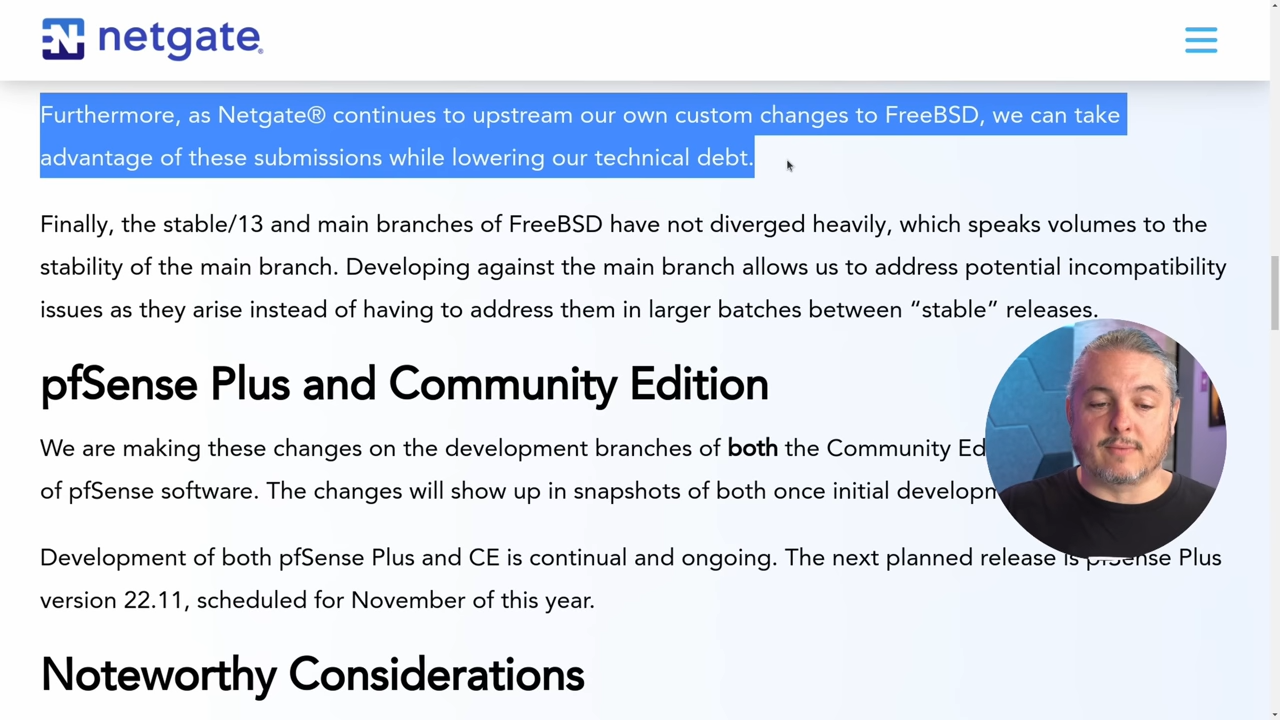 netgate®
Furthermore, as Netgate® continues to upstream our own custom changes to FreeBSD, we can take
advantage of these submissions while lowering our technical debt.
Finally, the stable/13 and main branches of FreeBSD have not diverged heavily, which speaks volumes to the
stability of the main branch. Developing against the main branch allows us to address potential incompatibility
issues as they arise instead of having to address them in larger batches between “stable” releases.
pfSense Plus and Community Edition
We are making these changes on the development branches of both the Community
of pfSense software. The changes will show up in snapshots of both once initial
Development of both pfSense Plus and CE is continual and ongoing. The next planned release is pfSense Plus
version 22.11, scheduled for November of this year.
Noteworthy Considerations